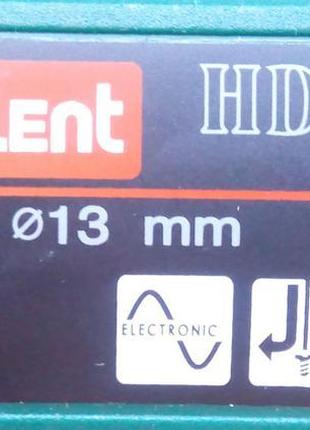 LENT
HD
Ø13 mm
ELECTRONIC